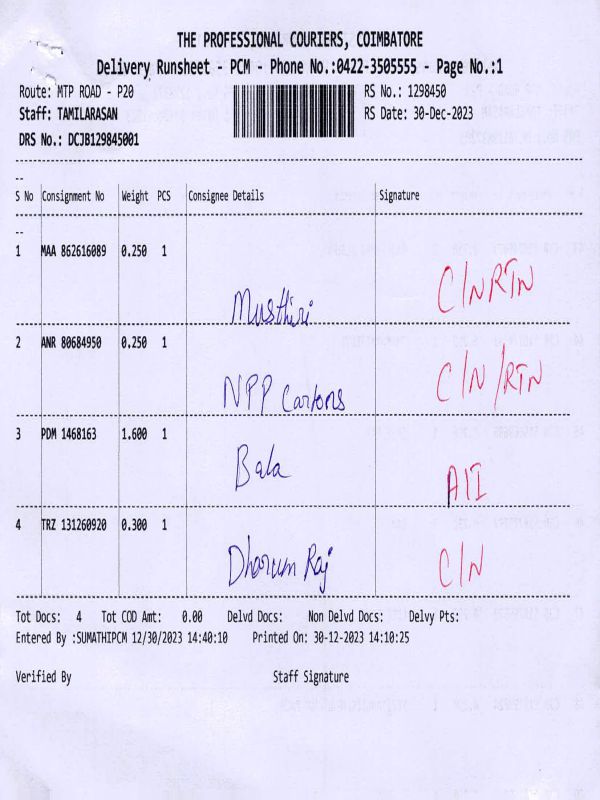 THE PROFESSIONAL COURIERS, COIMBATORE
Delivery Runsheet - PCM - Phone No.:0422-3505555 - Page No.:1
Route: MTP ROAD - P20 RS No.: 1298450
Staff: TAMILARASAN RS Date: 30-Dec-2023
DRS No.: DCJB129845001
S No Consignment No Weight PCS Consignee Details Signature
1 MAA 862616089 0.250 1
Musthiri C/NRTN
2 ANR 80684950 0.250 1
NPP Cartons C/N/RTN
3 PDM 1468163 1.600 1
Bala
4 TRZ 131260920 0.300 1
Dharum Raj C/N
Tot Docs: 4 Tot COD Amt: 0.00 Delvd Docs: Non Delvd Docs: Delvy Pts:
Entered By :SUMATHIPCM 12/30/2023 14:40:10 Printed On: 30-12-2023 14:10:25
Verified By Staff Signature